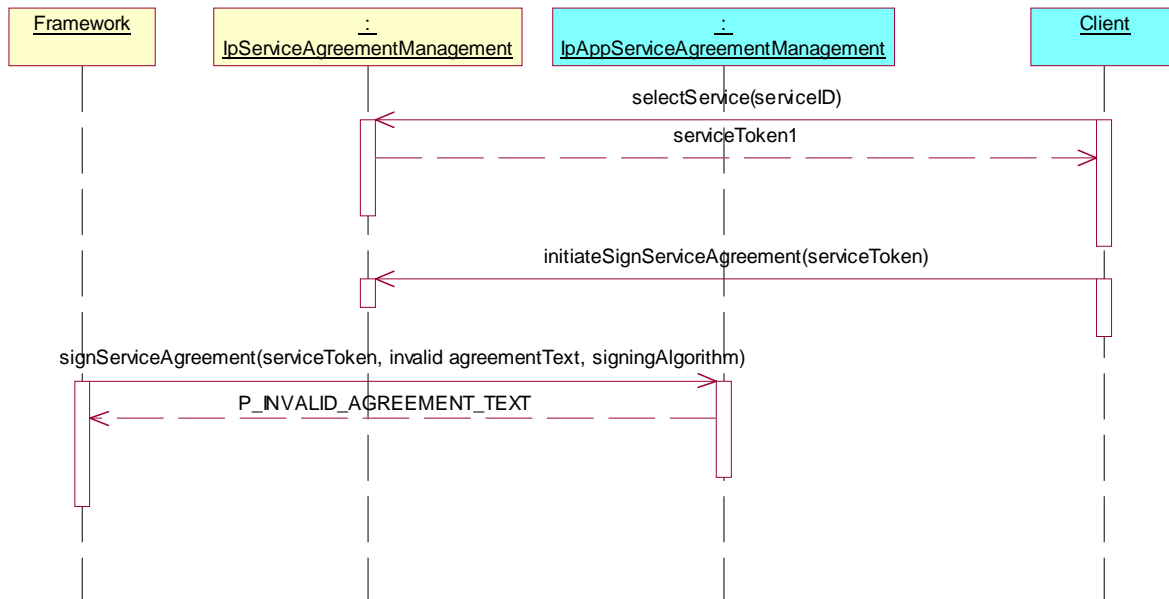 Framework
:
IpServiceAgreementManagement
:
IpAppServiceAgreementManagement
Client
selectService(serviceID)
serviceToken1
initiateSignServiceAgreement(serviceToken)
signServiceAgreement(serviceToken, invalid agreementText, signingAlgorithm)
P_INVALID_AGREEMENT_TEXT